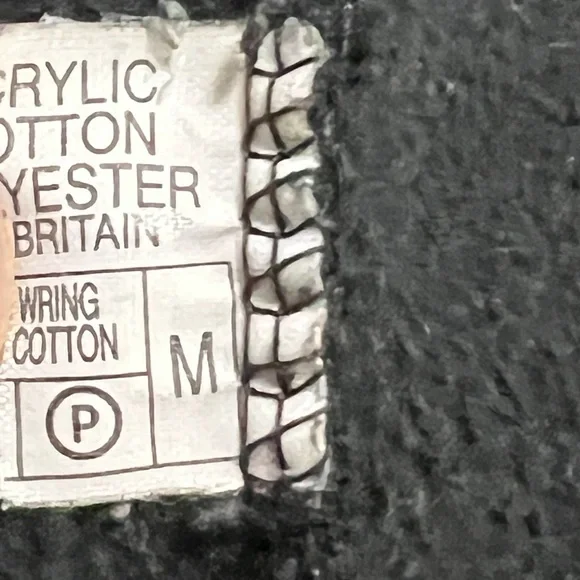 CRYLIC
OTTON
YESTER
BRITAIN
WRING
COTTON
M
P